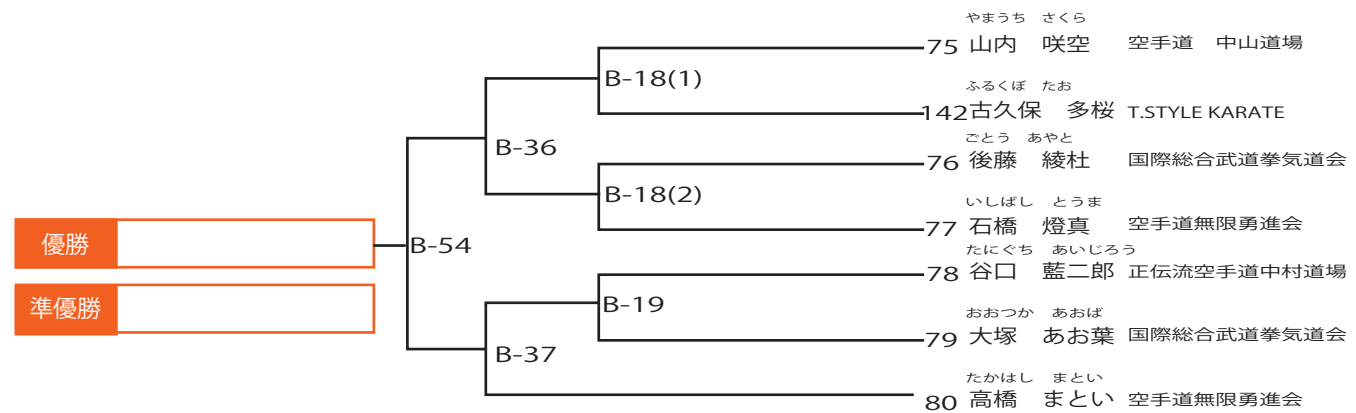 やまうち さくら
75 山内 咲空 空手道 中山道場
B-18(1)
ふるくぼ たお
142 古久保 多桜 T.STYLE KARATE
B-36
ごとう あやと
76 後藤 綾杜 国際総合武道拳気道会
B-18(2)
いしばし とうま
77 石橋 燈真 空手道無限勇進会
優勝
B-54
たにぐち あいじろう
78 谷口 藍二郎 正伝流空手道中村道場
準優勝
B-19
おおつか あおば
79 大塚 あお葉 国際総合武道拳気道会
B-37
たかはし まとい
80 高橋 まとい 空手道無限勇進会